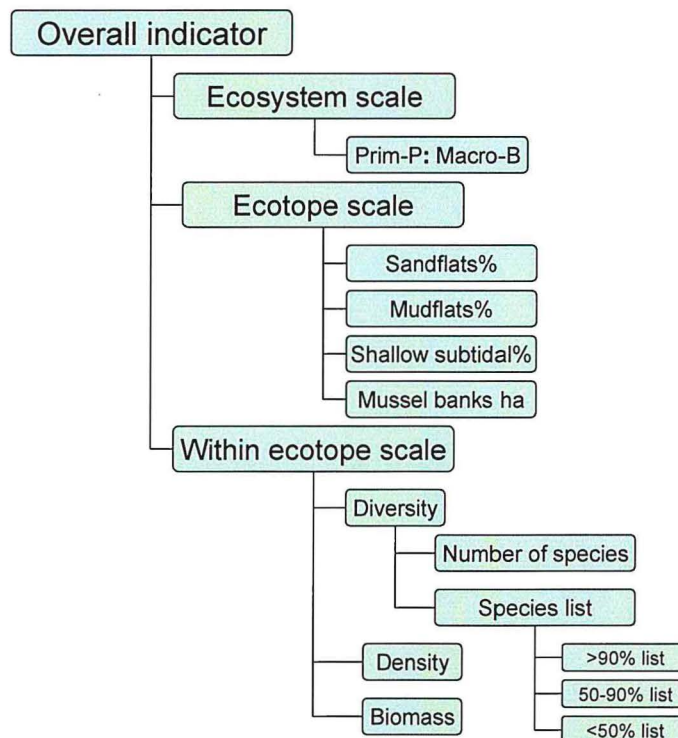 Overall indicator
Ecosystem scale
Prim-P: Macro-B
Ecotope scale
Sandflats%
Mudflats%
Shallow subtidal%
Mussel banks ha
Within ecotope scale
Diversity
Number of species
Species list
>90% list
50-90% list
<50% list
Density
Biomass